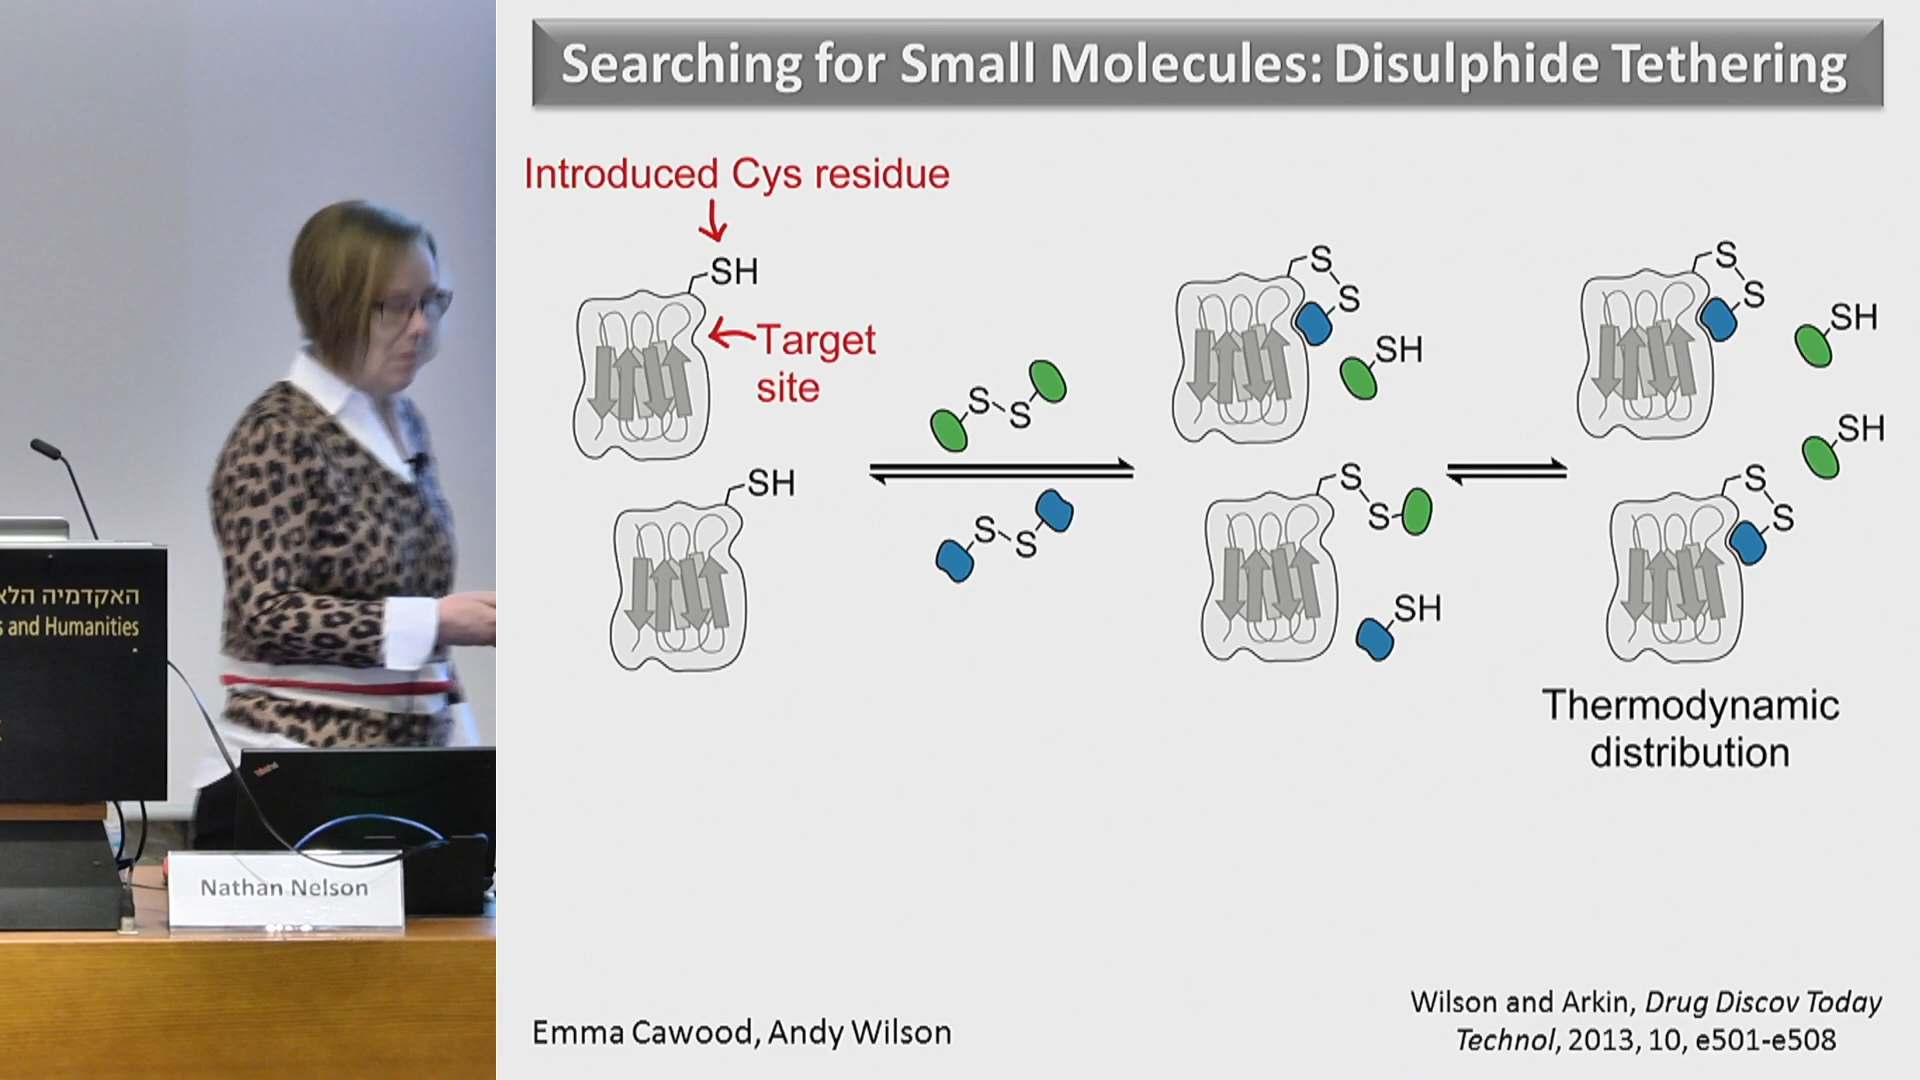 Searching for Small Molecules: Disulphide Tethering
Introduced Cys residue
SH
Target
site
SH
S
S
S
S
S
S
SH
S
S
SH
S
S
SH
SH
S
S
Thermodynamic
distribution
Emma Cawood, Andy Wilson
Wilson and Arkin, Drug Discov Today
Technol, 2013, 10, e501-e508
האקדמיה הלא
s and Humanities
ThinkPad
Nathan Nelson